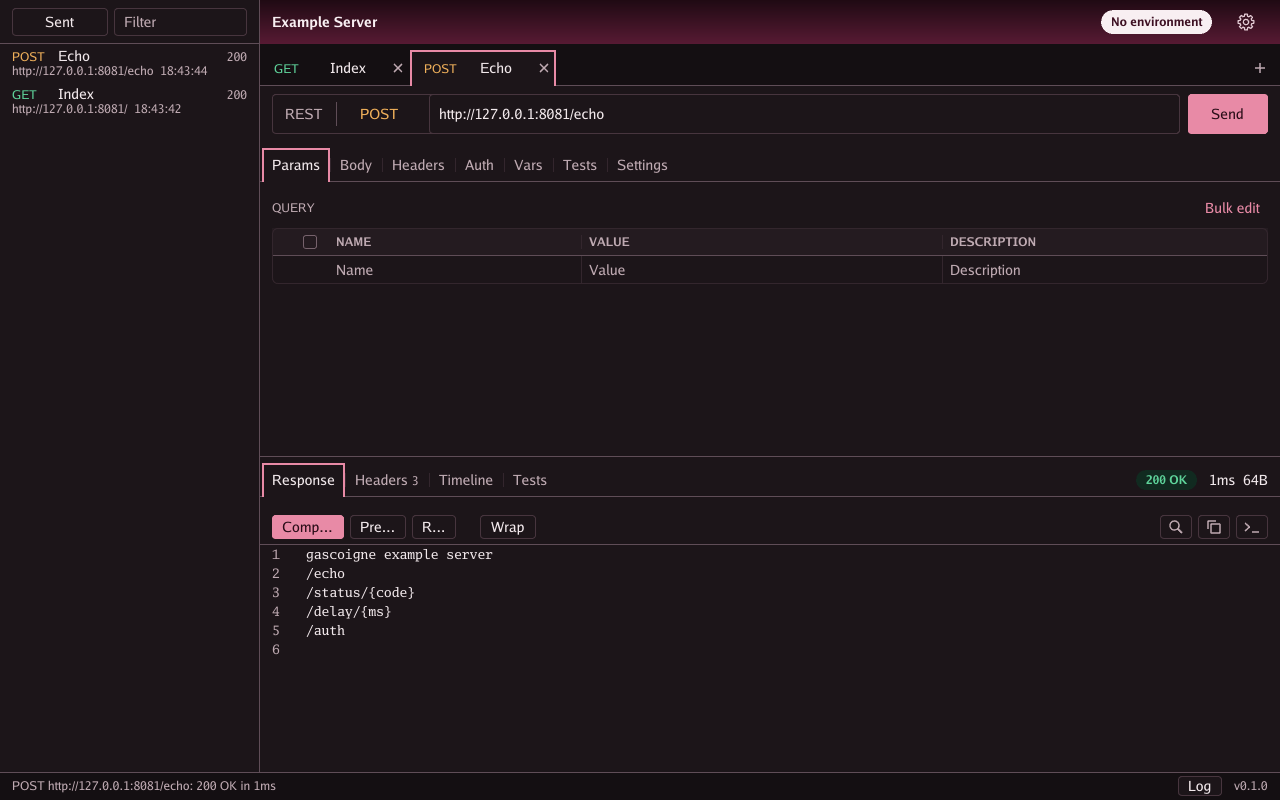 Sent
Filter
Example Server
No environment
POST Echo 200
http://127.0.0.1:8081/echo 18:43:44
GET Index 200
http://127.0.0.1:8081/ 18:43:42
GET Index
POST Echo
REST POST http://127.0.0.1:8081/echo Send
Params Body Headers Auth Vars Tests Settings
QUERY Bulk edit
NAME VALUE DESCRIPTION
Name Value Description
Response Headers 3 Timeline Tests 200 OK 1ms 64B
Comp... Pre... R... Wrap
1 gascoigne example server
2 /echo
3 /status/{code}
4 /delay/{ms}
5 /auth
6
POST http://127.0.0.1:8081/echo: 200 OK in 1ms Log v0.1.0